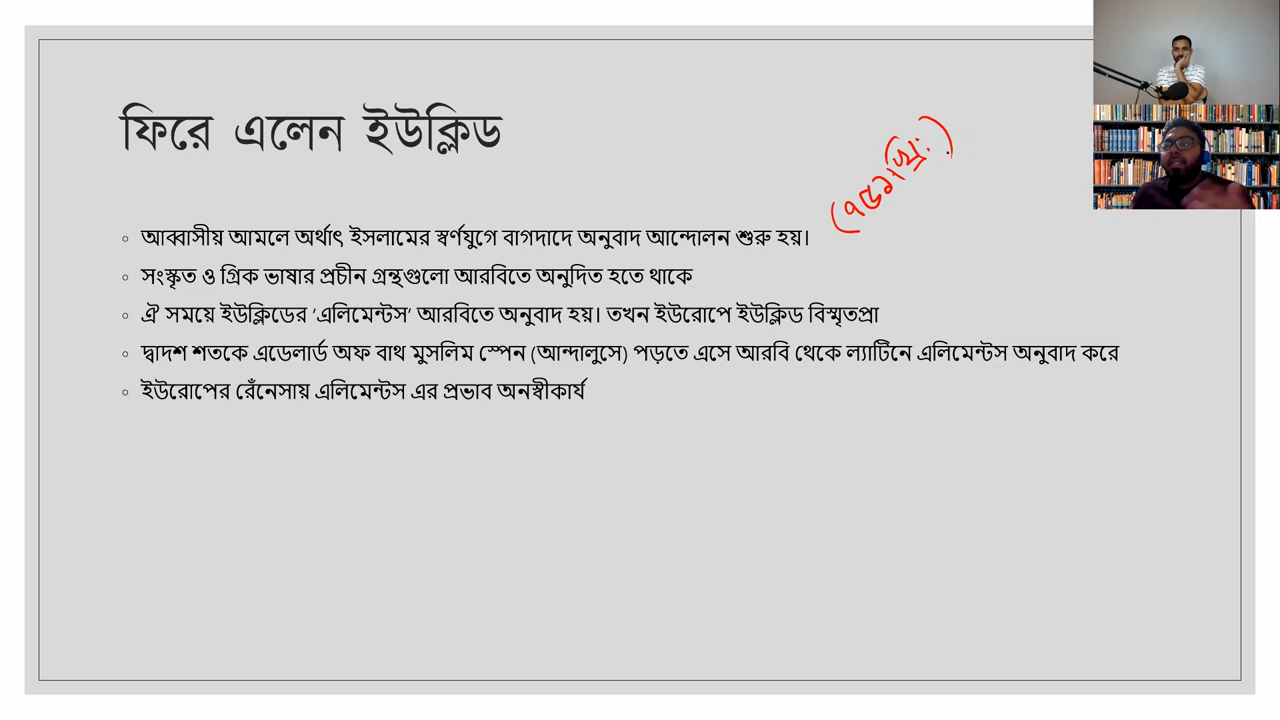 ফিরে এলেন ইউক্লিড
(৭৫১খ্রি:)
◦ আব্বাসীয় আমলে অর্থাৎ ইসলামের স্বর্ণযুগে বাগদাদে অনুবাদ আন্দোলন শুরু হয়।
◦ সংস্কৃত ও গ্রিক ভাষার প্রচীন গ্রন্থগুলো আরবিতে অনুদিত হতে থাকে
◦ ঐ সময়ে ইউক্লিডের ‘এলিমেন্টস’ আরবিতে অনুবাদ হয়। তখন ইউরোপে ইউক্লিড বিস্মৃতপ্রা
◦ দ্বাদশ শতকে এডেলার্ড অফ বাথ মুসলিম স্পেন (আন্দালুসে) পড়তে এসে আরবি থেকে ল্যাটিনে এলিমেন্টস অনুবাদ করে
◦ ইউরোপের রেঁনেসায় এলিমেন্টস এর প্রভাব অনস্বীকার্য